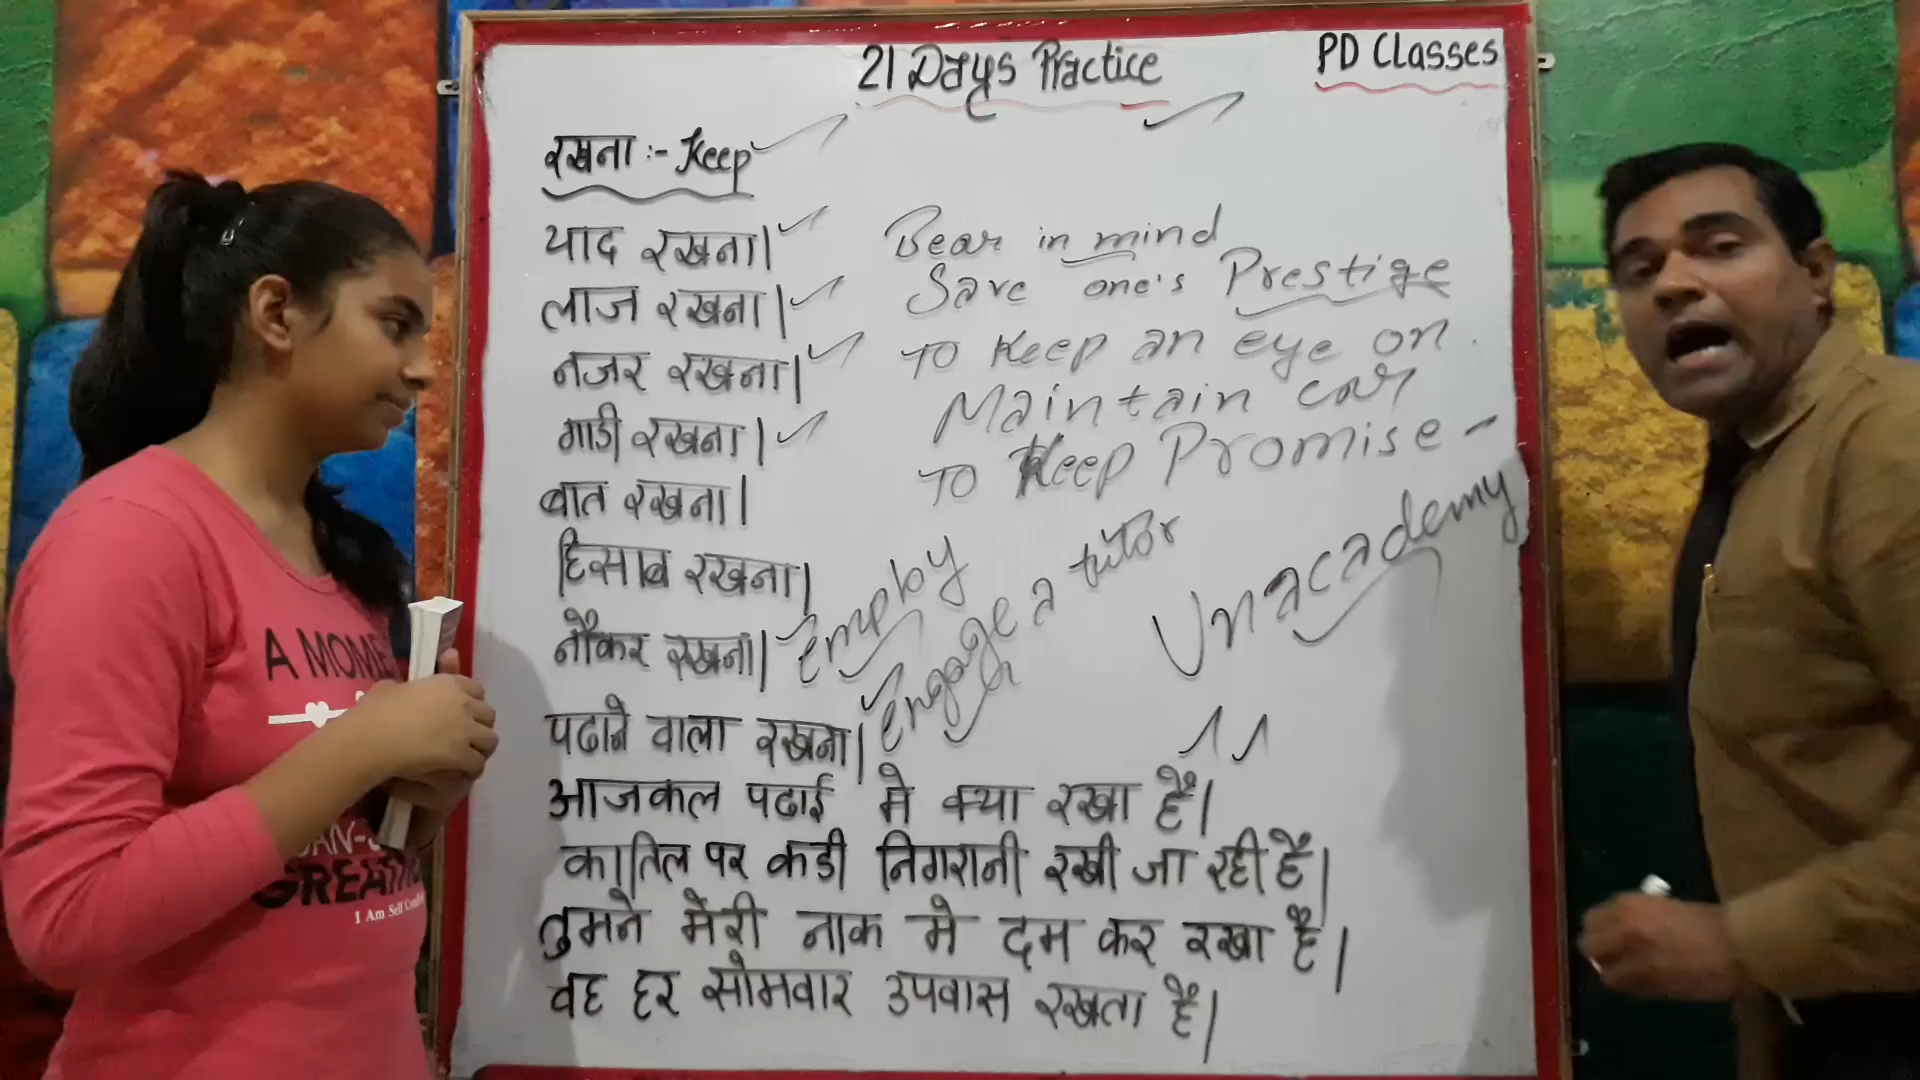 21 Days Practice
PD Classes
रखना :- Keep
याद रखना। Bear in mind
लाज रखना। Save one's Prestige
नजर रखना। To Keep an eye on
गाडी रखना। Maintain car
बात रखना। To Keep Promise
हिसाब रखना।
नौकर रखना। employ
पढाने वाला रखना। engage a tutor
Unacademy
आजकल पढाई मे क्या रखा है।
कातिल पर कडी निगरानी रखी जा रही है।
तुमने मेरी नाक मे दम कर रखा है।
वह हर सोमवार उपवास रखता है।
A MOME
GREAT
I Am Self